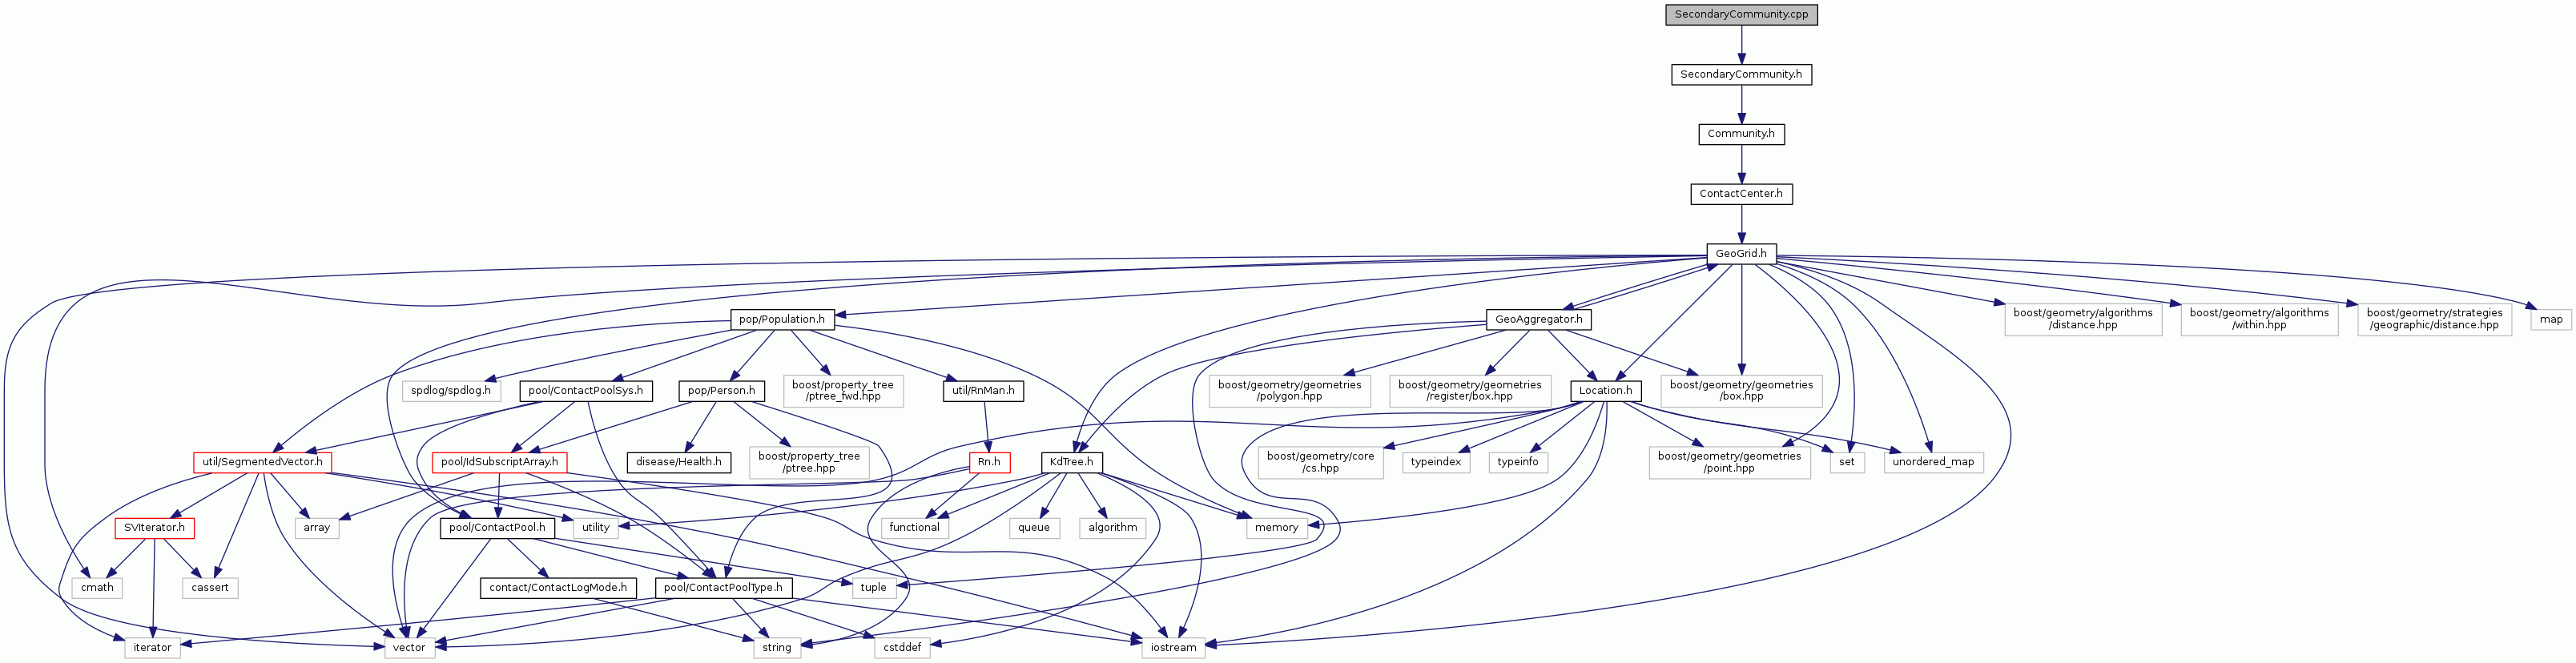 SecondaryCommunity.cpp
SecondaryCommunity.h
Community.h
ContactCenter.h
GeoGrid.h
pop/Population.h
GeoAggregator.h
boost/geometry/algorithms
/distance.hpp
boost/geometry/algorithms
/within.hpp
boost/geometry/strategies
/geographic/distance.hpp
map
spdlog/spdlog.h
pool/ContactPoolSys.h
pop/Person.h
boost/property_tree
/ptree_fwd.hpp
util/RnMan.h
boost/geometry/geometries
/polygon.hpp
boost/geometry/geometries
/register/box.hpp
Location.h
boost/geometry/geometries
/box.hpp
util/SegmentedVector.h
pool/IdSubscriptArray.h
disease/Health.h
boost/property_tree
/ptree.hpp
Rn.h
KdTree.h
boost/geometry/core
/cs.hpp
typeindex
typeinfo
boost/geometry/geometries
/point.hpp
set
unordered_map
SVIterator.h
array
pool/ContactPool.h
utility
functional
queue
algorithm
memory
cmath
cassert
contact/ContactLogMode.h
pool/ContactPoolType.h
tuple
iterator
vector
string
cstddef
iostream